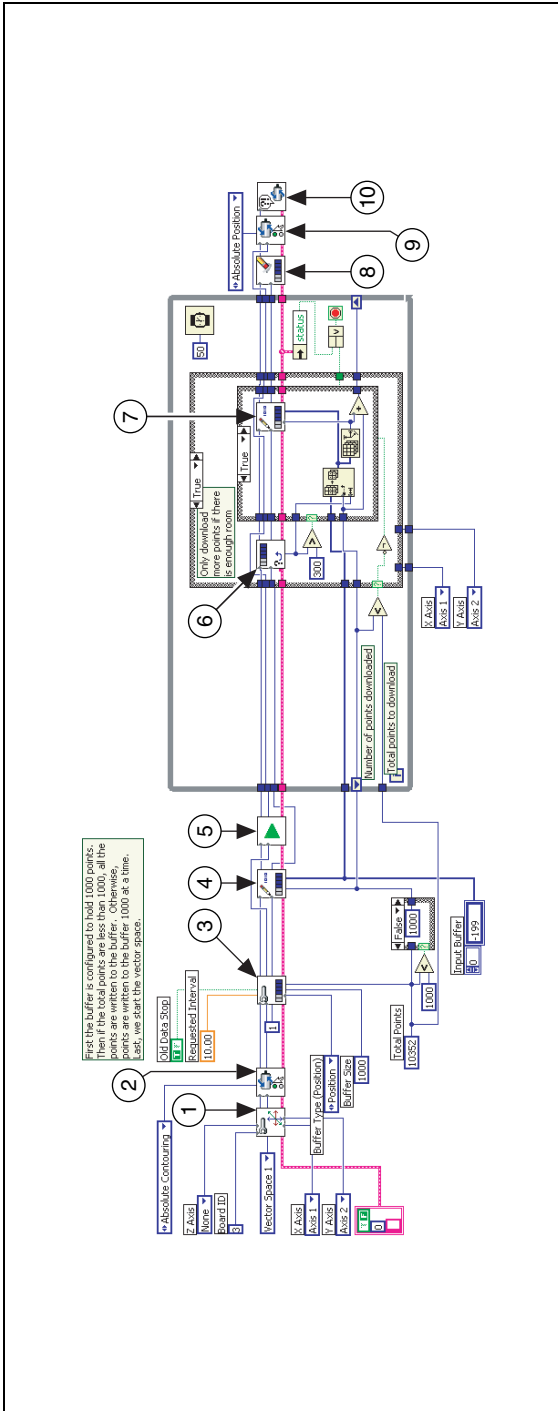 First the buffer is configured to hold 1000 points.
Then if the total points are less than 1000, all the
points are written to the buffer. Otherwise,
points are written to the buffer 1000 at a time.
Last, we start the vector space.
Absolute Contouring
Z Axis
None
Board ID
3
Vector Space 1
X Axis
Axis 1
Y Axis
Axis 2
TF
0
1
2
Old Data Stop
TF
Requested Interval
10.00
1
Buffer Type (Position)
Position
Buffer Size
1000
3
4
5
Total Points
10352
1000
False
1000
Input Buffer
0
199
Number of points downloaded
Total points to download
i
X Axis
Axis 1
Y Axis
Axis 2
True
Only download
more points if there
is enough room
6
300
True
7
50
status
Absolute Position
8
9
10